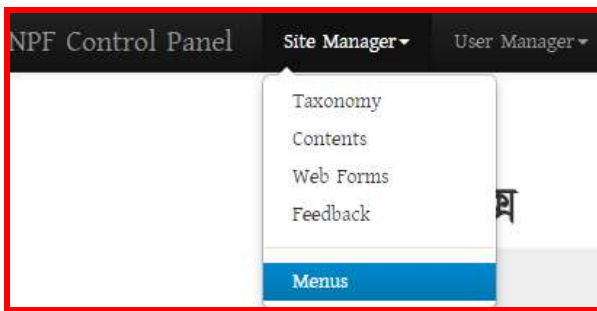 NPF Control Panel Site Manager User Manager
Taxonomy
Contents
Web Forms
Feedback
Menus